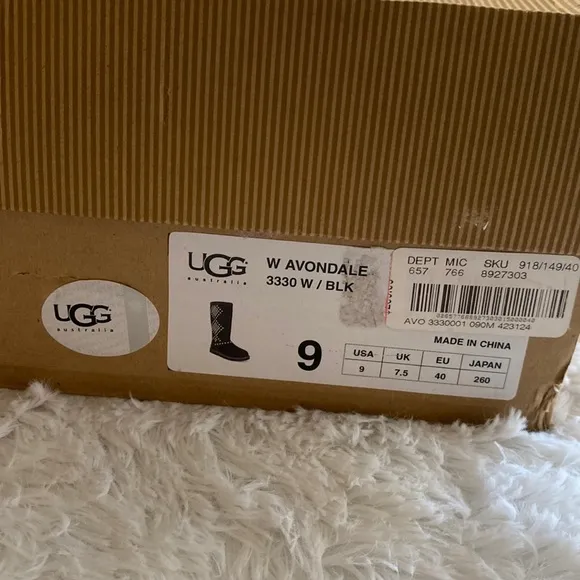 UGG
australia
UGG
australia
W AVONDALE
3330 W / BLK
9
MADE IN CHINA
USA UK EU JAPAN
9 7.5 40 260
DEPT MIC SKU 918/149/40
657 766 8927303
AVO 3330001 090M 423124